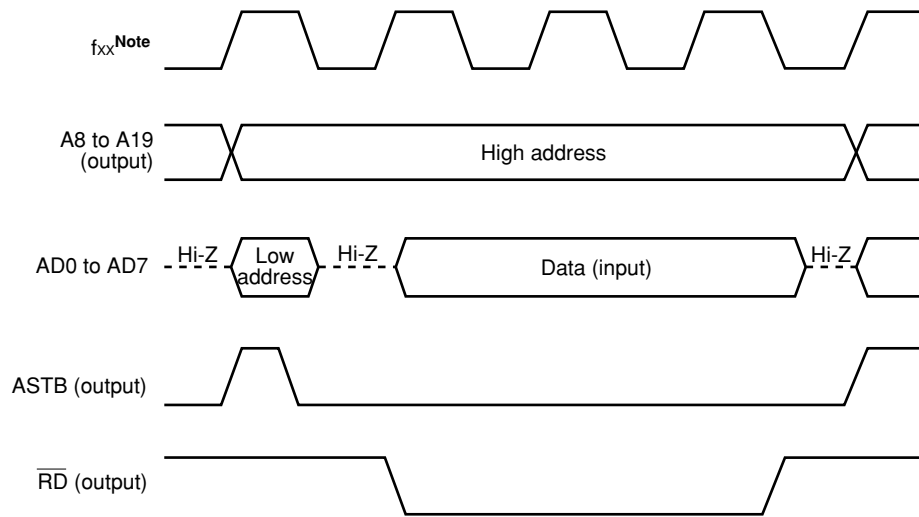 fxxNote
A8 to A19
(output)
High address
AD0 to AD7
Hi-Z
Low
address
Hi-Z
Data (input)
Hi-Z
ASTB (output)
RD (output)